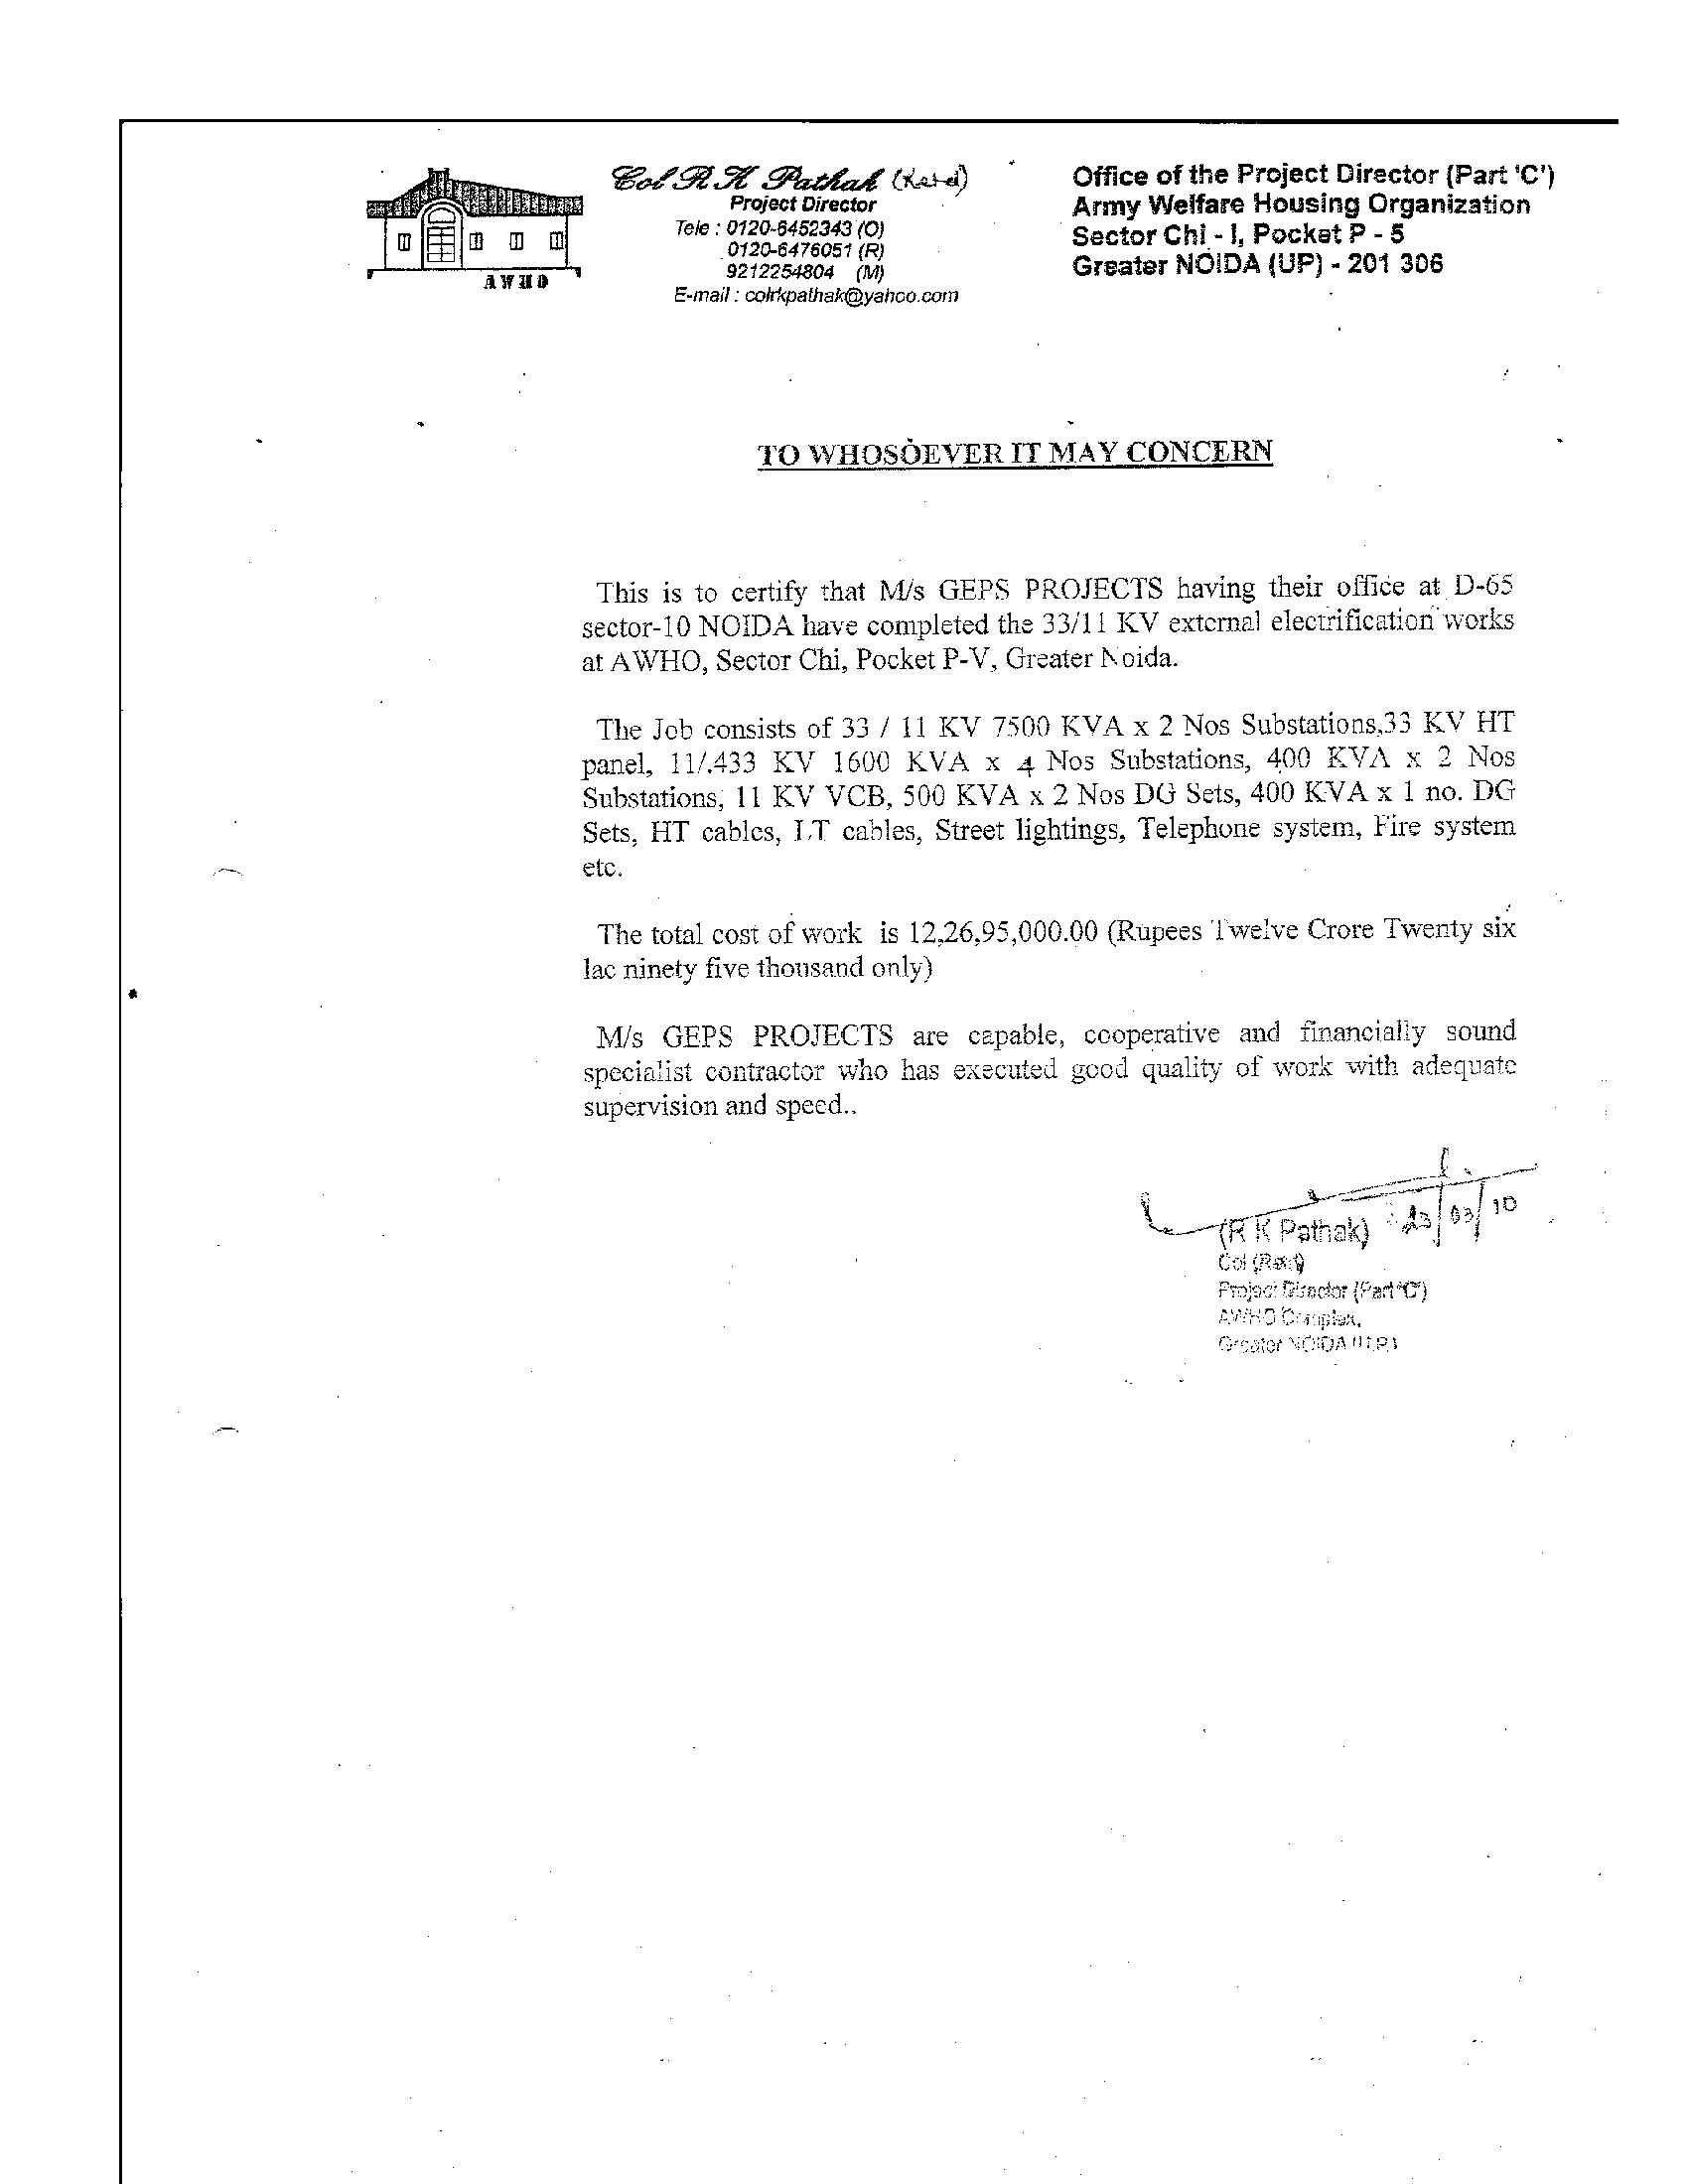 AWHO
Col R K Pathak (Retd)
Project Director
Tele : 0120-6452343 (O)
0120-6476051 (R)
9212254804 (M)
E-mail : colrkpathak@yahoo.com
Office of the Project Director (Part 'C')
Army Welfare Housing Organization
Sector Chi - I, Pocket P - 5
Greater NOIDA (UP) - 201 306
TO WHOSOEVER IT MAY CONCERN
This is to certify that M/s GEPS PROJECTS having their office at D-65
sector-10 NOIDA have completed the 33/11 KV external electrification works
at AWHO, Sector Chi, Pocket P-V, Greater Noida.
The Job consists of 33 / 11 KV 7500 KVA x 2 Nos Substations,33 KV HT
panel, 11/.433 KV 1600 KVA x 4 Nos Substations, 400 KVA x 2 Nos
Substations, 11 KV VCB, 500 KVA x 2 Nos DG Sets, 400 KVA x 1 no. DG
Sets, HT cables, LT cables, Street lightings, Telephone system, Fire system
etc.
The total cost of work is 12,26,95,000.00 (Rupees Twelve Crore Twenty six
lac ninety five thousand only)
M/s GEPS PROJECTS are capable, cooperative and financially sound
specialist contractor who has executed good quality of work with adequate
supervision and speed..
(R K Pathak) 23/03/10
Col (Retd)
Project Director (Part 'C')
AWHO Complex,
Greater NOIDA (UP)